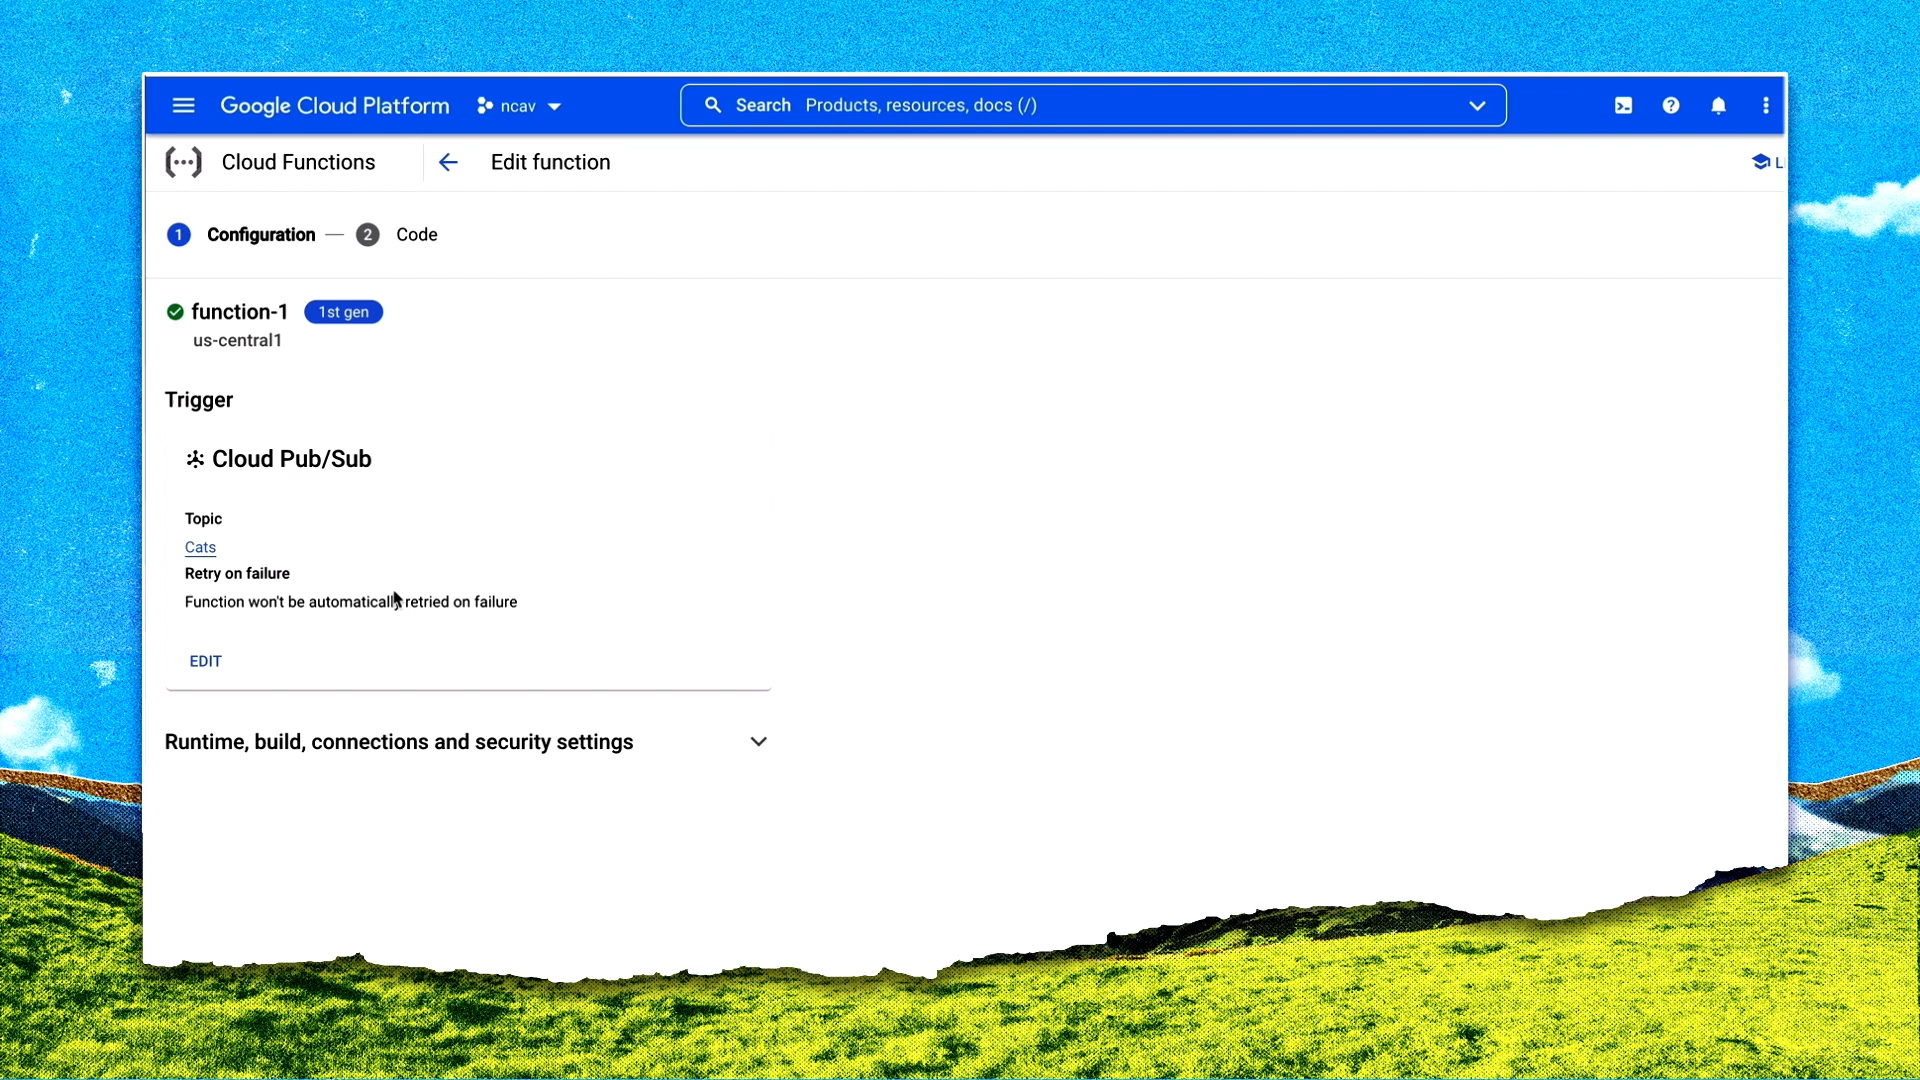 Google Cloud Platform
ncav
Search Products, resources, docs (/)
Cloud Functions
Edit function
L
1 Configuration — 2 Code
function-1 1st gen
us-central1
Trigger
Cloud Pub/Sub
Topic
Cats
Retry on failure
Function won't be automatically retried on failure
EDIT
Runtime, build, connections and security settings